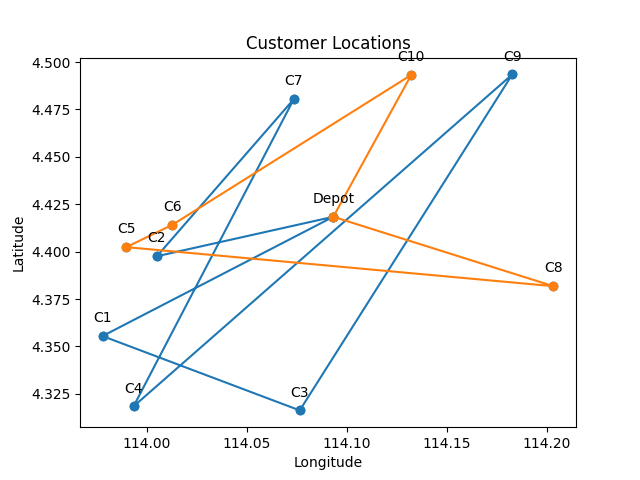 Customer Locations
C10
C9
4.500
C7
4.475
4.450
Depot
4.425
C6
C5
C2
4.400
C8
4.375
Latitude
C1
4.350
C4
C3
4.325
114.00
114.05
114.10
114.15
114.20
Longitude